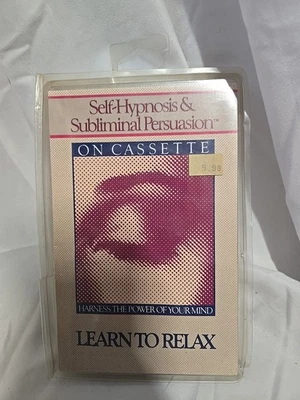 Self-Hypnosis &
Subliminal Persuasion™
ON CASSETTE
HARNESS THE POWER OF YOUR MIND
LEARN TO RELAX